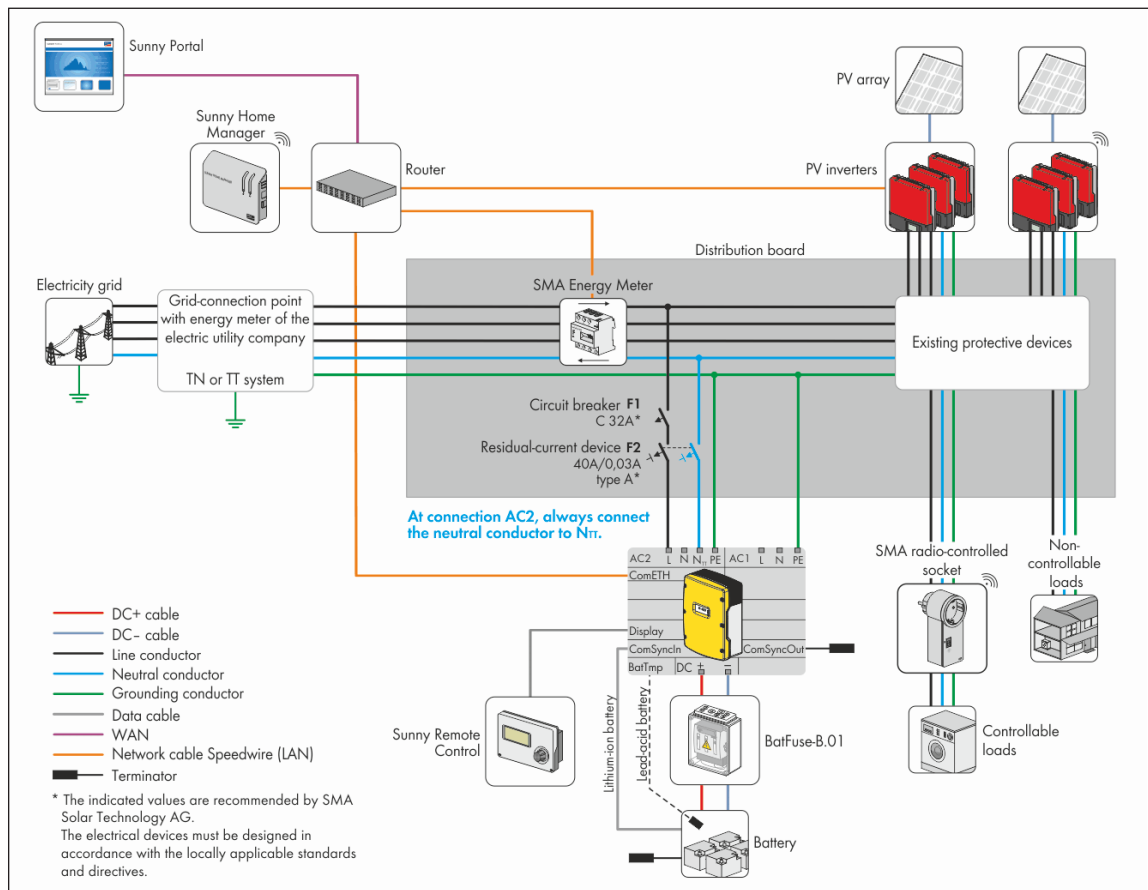 Sunny Portal
Sunny Home
Manager
Router
PV array
PV inverters
Distribution board
Electricity grid
Grid-connection point
with energy meter of the
electric utility company
TN or TT system
SMA Energy Meter
Existing protective devices
Circuit breaker F1
C 32A*
Residual-current device F2
40A/0,03A
type A*
At connection AC2, always connect
the neutral conductor to NTT.
AC2 L N NTT PE AC1 L N PE
ComETH
Display
ComSyncIn ComSyncOut
BatTmp DC + −
SMA radio-controlled
socket
Non-
controllable
loads
DC+ cable
DC− cable
Line conductor
Neutral conductor
Grounding conductor
Data cable
WAN
Network cable Speedwire (LAN)
Terminator
* The indicated values are recommended by SMA
Solar Technology AG.
The electrical devices must be designed in
accordance with the locally applicable standards
and directives.
Sunny Remote
Control
Lithium-ion battery
Lead-acid battery
BatFuse-B.01
Battery
Controllable
loads